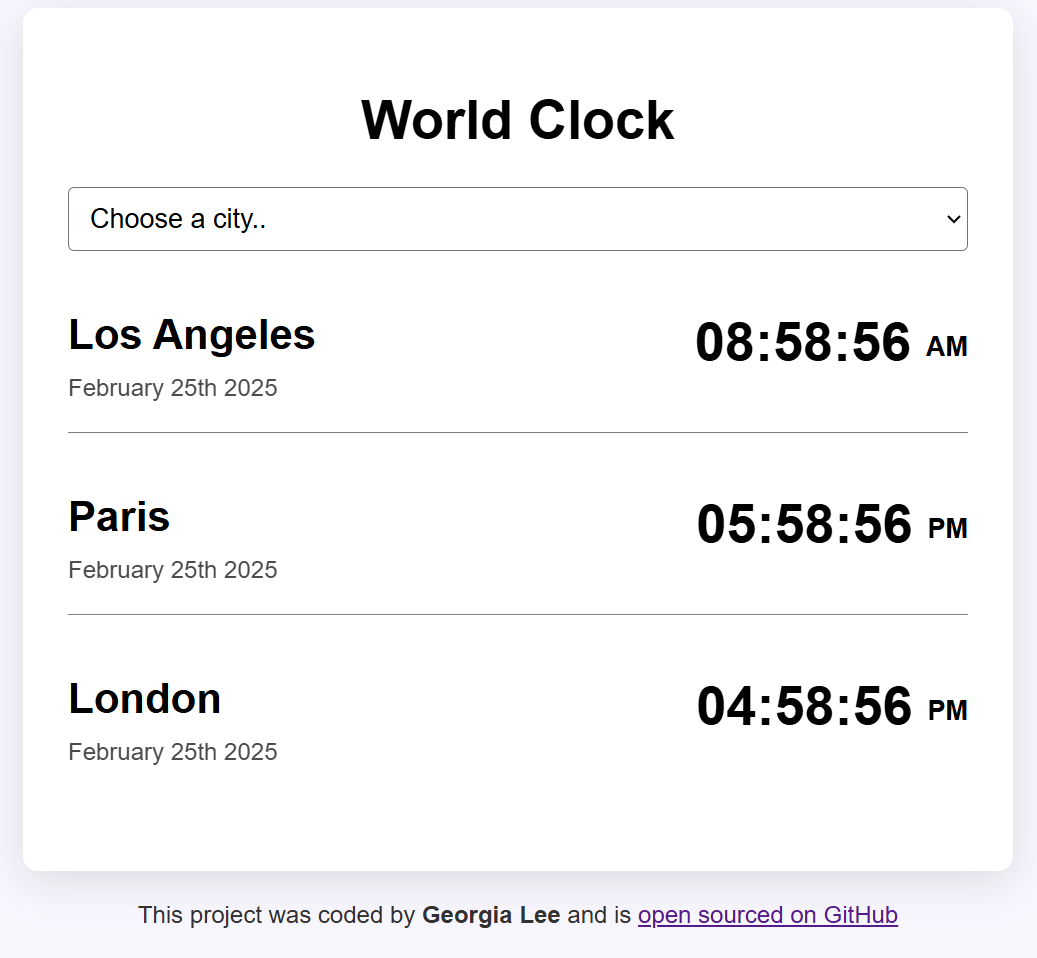 World Clock
Choose a city..
Los Angeles
08:58:56 AM
February 25th 2025
Paris
05:58:56 PM
February 25th 2025
London
04:58:56 PM
February 25th 2025
This project was coded by Georgia Lee and is open sourced on GitHub